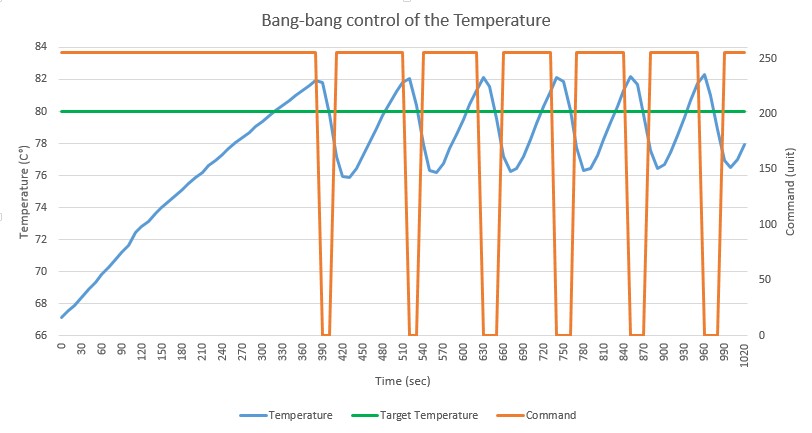 Bang-bang control of the Temperature
84
82
80
78
76
74
72
70
68
66
250
200
150
100
50
0
Temperature (C°)
Command (unit)
0 30 60 90 120 150 180 210 240 270 300 330 360 390 420 450 480 510 540 570 600 630 660 690 720 750 780 810 840 870 900 930 960 990 1020
Time (sec)
Temperature Target Temperature Command